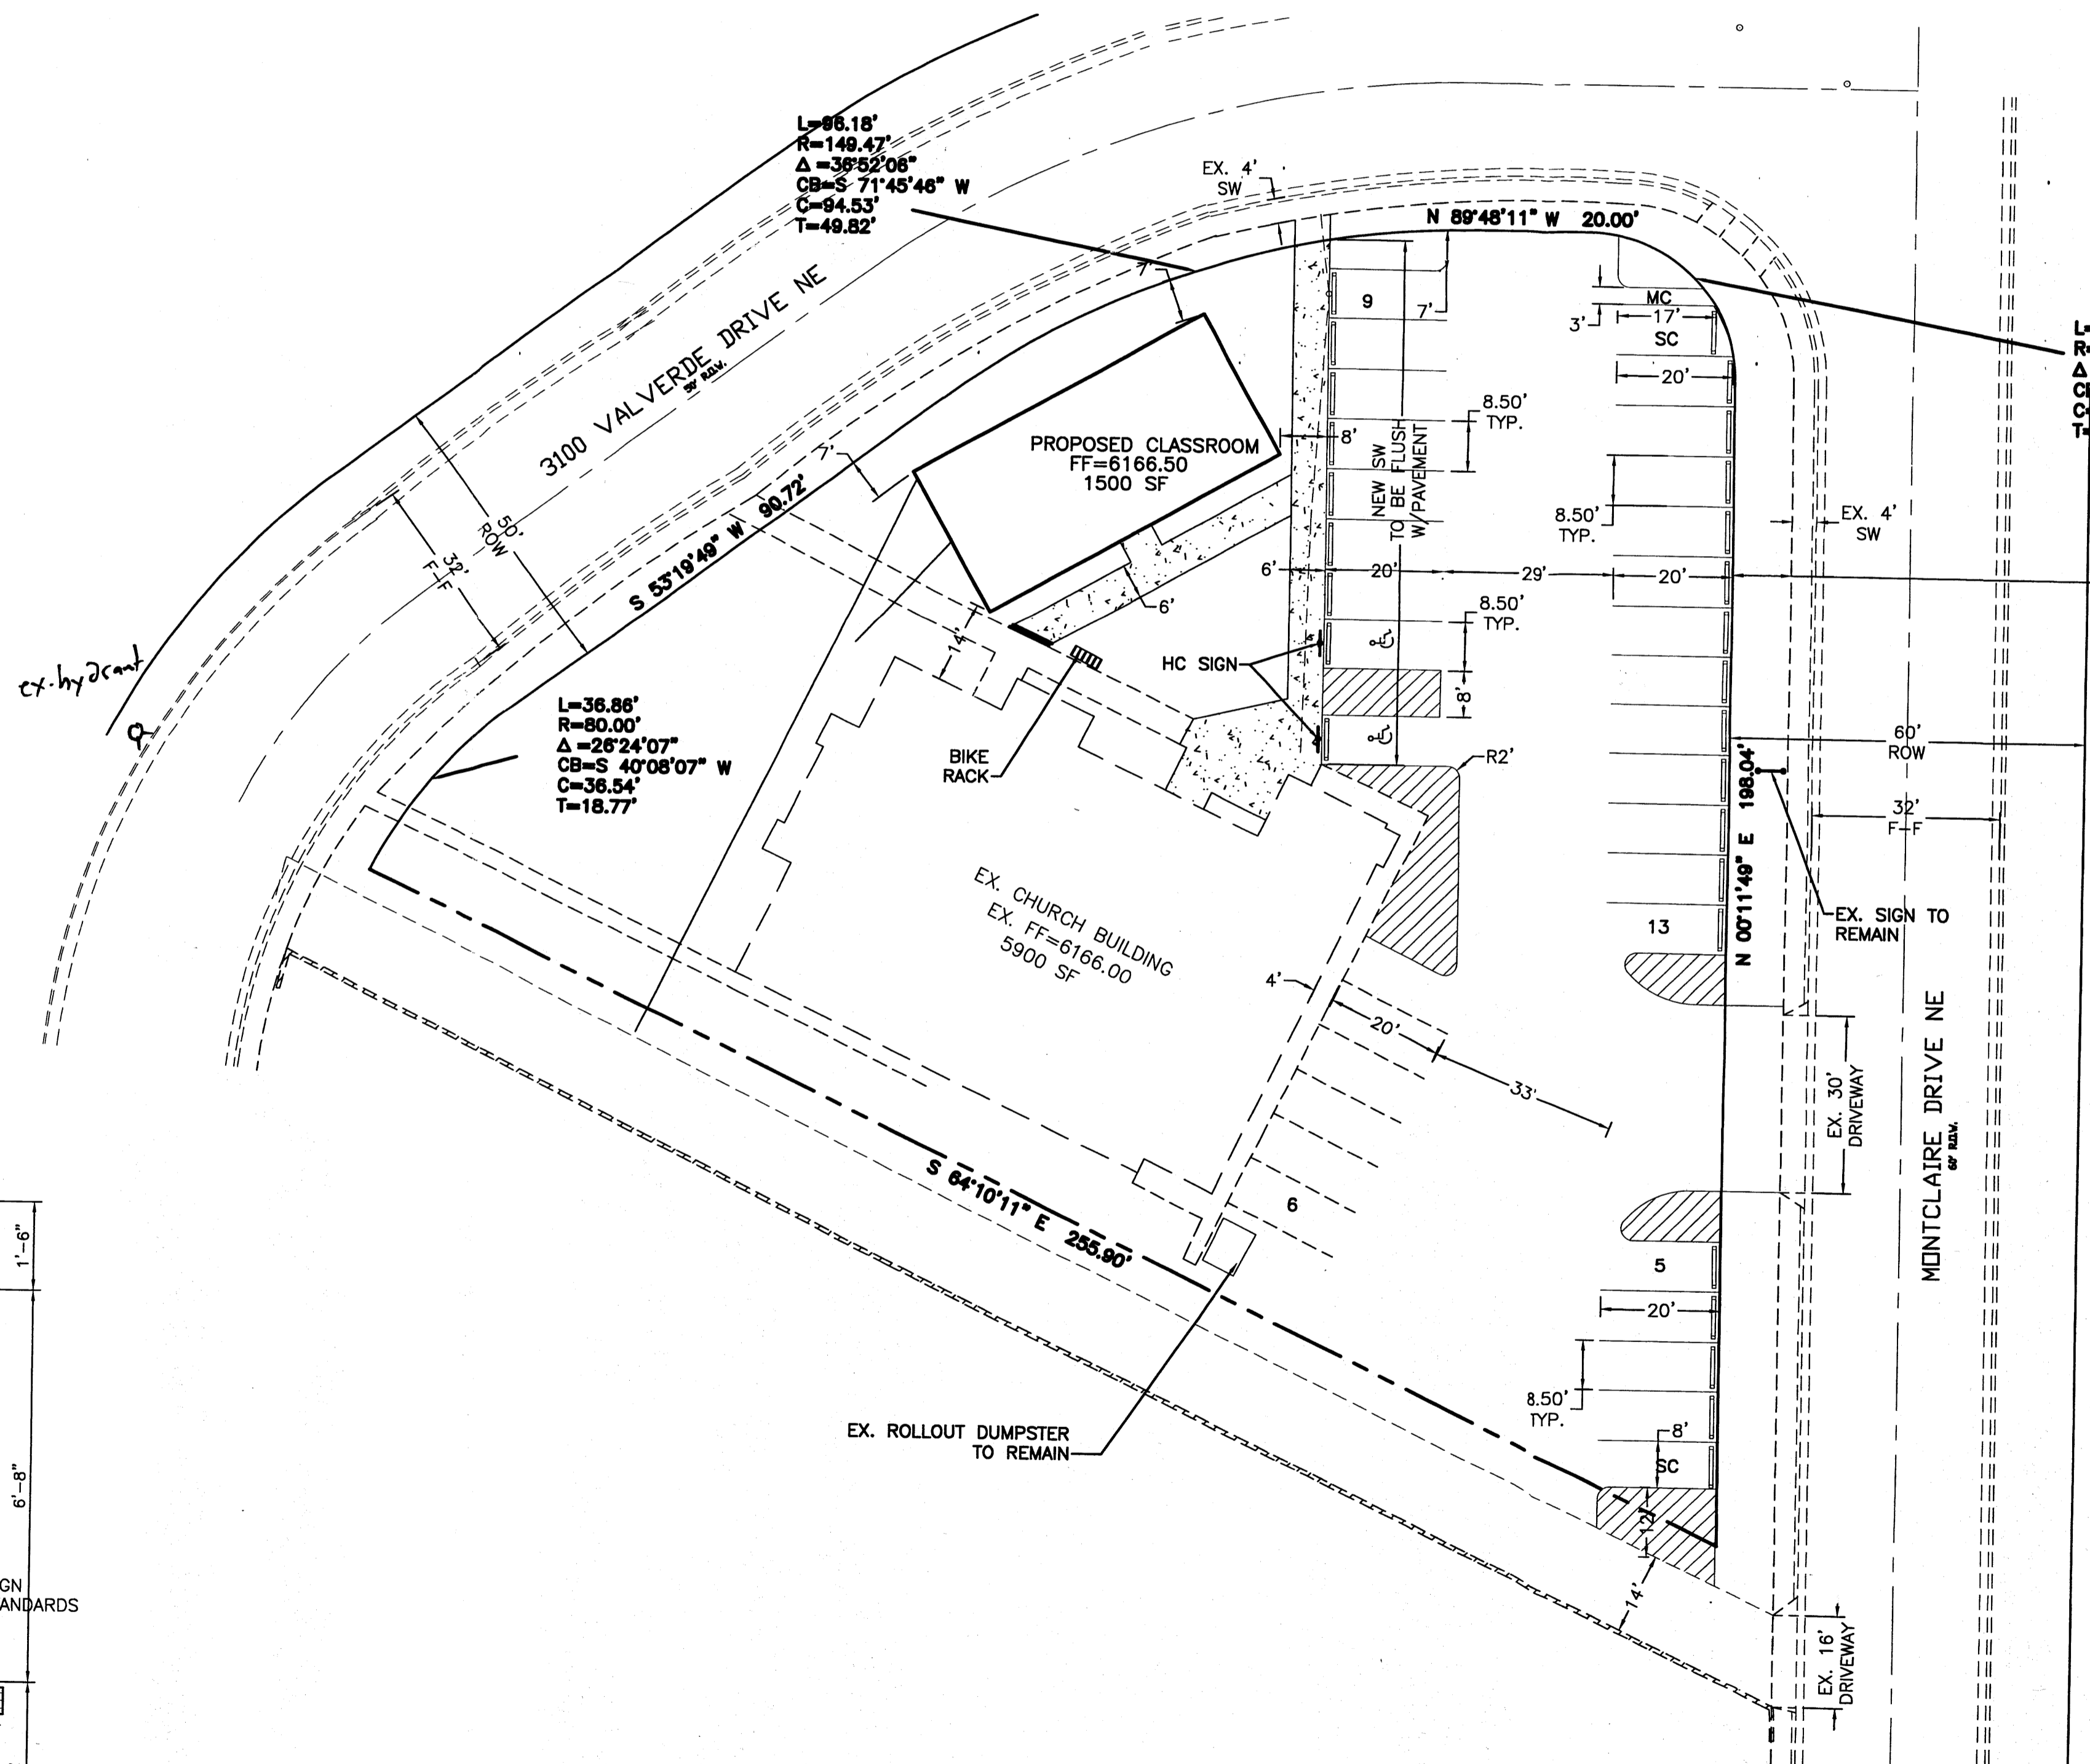 L=96.18'
R=149.47'
Δ =36°52'06"
CB=S 71°45'46" W
C=94.53'
T=49.82'
EX. 4'
SW
N 89°48'11" W 20.00'
7'
9
7'
MC
3'
17'
SC
20'
L=
R=
Δ
C
T=
3100 VALVERDE DRIVE NE
50' R.O.W.
PROPOSED CLASSROOM
FF=6166.50
1500 SF
8'
8.50'
TYP.
NEW SW
TO BE FLUSH
W/PAVEMENT
7'
S 53°19'49" W 90.72'
50'
ROW
32'
F-F
8.50'
TYP.
EX. 4'
SW
6'
20'
29'
20'
8.50'
TYP.
6'
14'
HC SIGN
8'
ex-hydrant
L=36.86'
R=80.00'
Δ =26°24'07"
CB=S 40°08'07" W
C=36.54'
T=18.77'
BIKE
RACK
R2'
60'
ROW
32'
F-F
N 00°11'49" E 198.04'
EX. SIGN TO
REMAIN
13
EX. CHURCH BUILDING
EX. FF=6166.00
5900 SF
4'
20'
33'
EX. 30'
DRIVEWAY
MONTCLAIRE DRIVE NE
60' R.O.W.
S 64°10'11" E 255.90'
6
5
20'
8.50'
TYP.
8'
SC
12'
14'
EX. ROLLOUT DUMPSTER
TO REMAIN
EX. 16'
DRIVEWAY
1'-6"
6'-8"
GN
ANDARDS